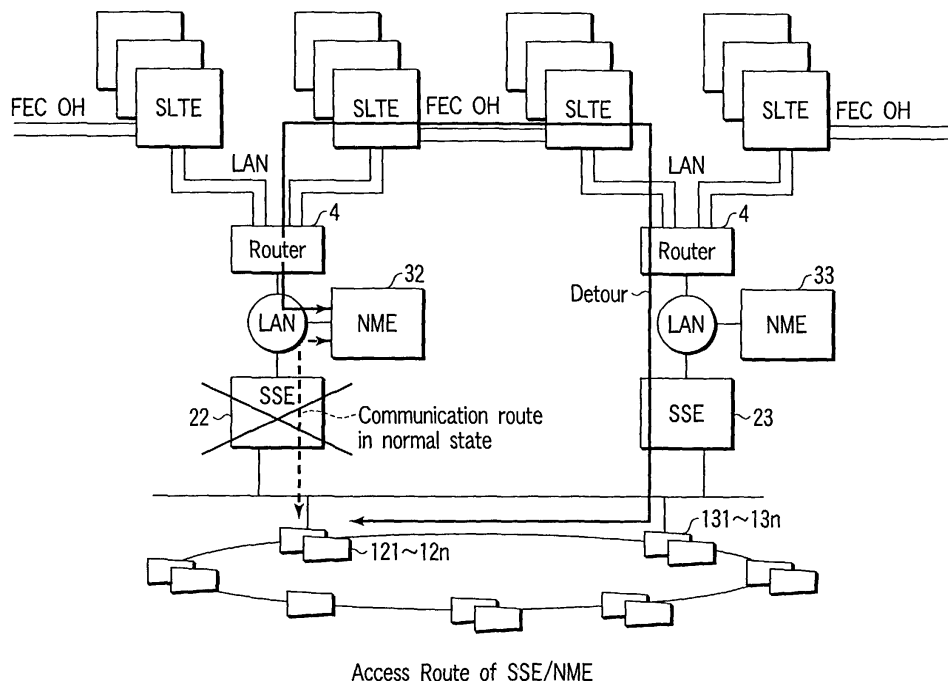 SLTE
SLTE
SLTE
SLTE
FEC OH
FEC OH
FEC OH
LAN
LAN
4
4
Router
Router
32
33
Detour
LAN
NME
LAN
NME
SSE
SSE
22
23
Communication route
in normal state
121~12n
131~13n
Access Route of SSE/NME